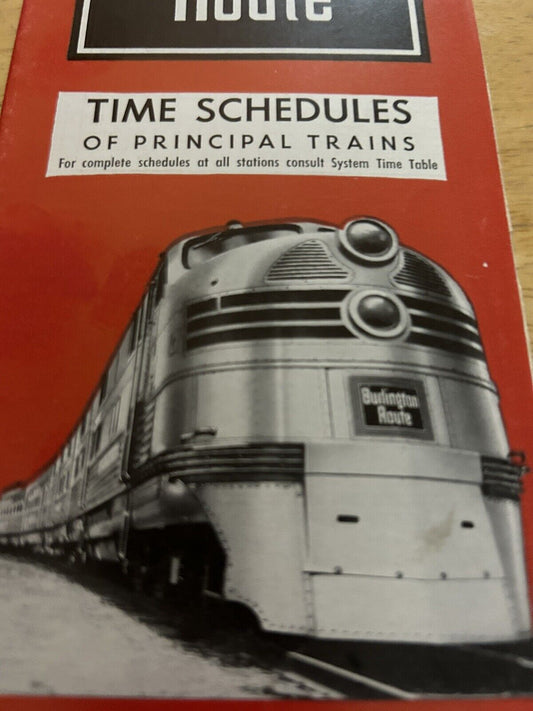 Route
TIME SCHEDULES
OF PRINCIPAL TRAINS
For complete schedules at all stations consult System Time Table
Burlington
Route